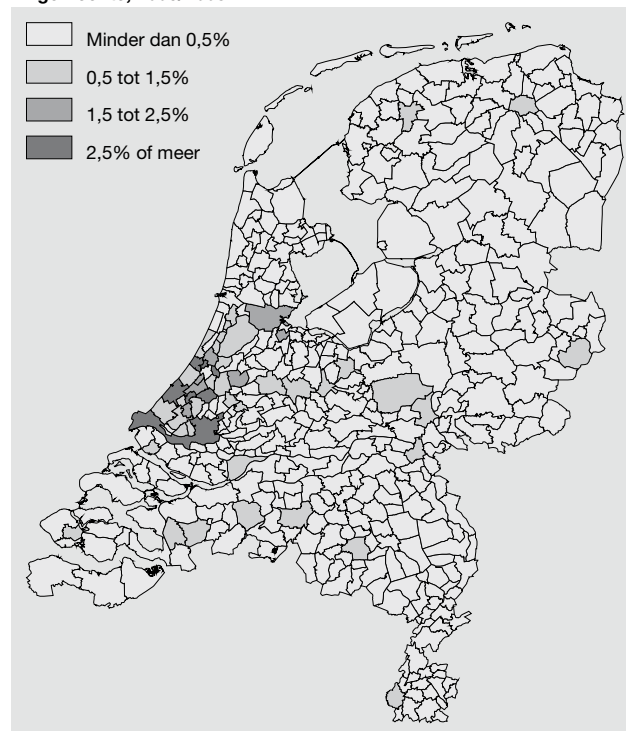 Minder dan 0,5%
0,5 tot 1,5%
1,5 tot 2,5%
2,5% of meer